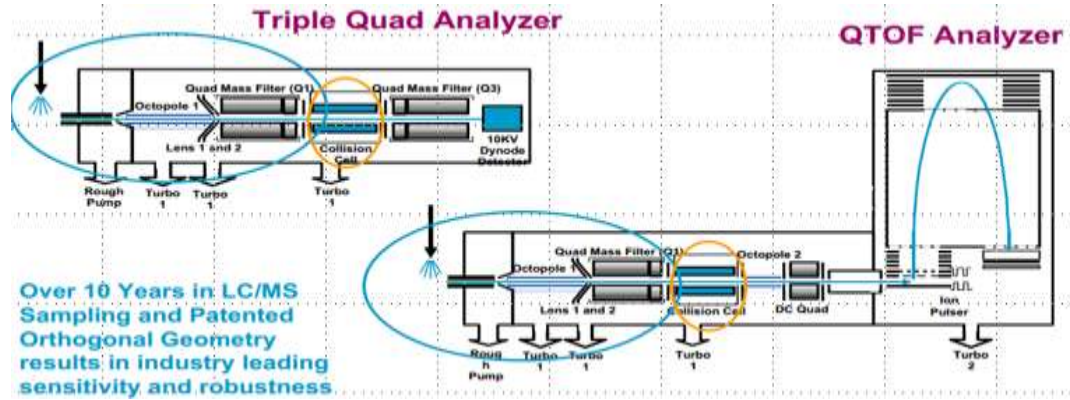 Triple Quad Analyzer
QTOF Analyzer
Quad Mass Filter (Q1)
Quad Mass Filter (Q3)
Octopole 1
Lens 1 and 2
Collision
Cell
10KV
Dynode
Detector
Rough
Pump
Turbo
1
Turbo
1
Turbo
1
Quad Mass Filter (Q1)
Octopole 2
Octopole 1
Lens 1 and 2
Collision Cell
DC Quad
Ion
Pulser
Roug
h
Pump
Turbo
1
Turbo
1
Turbo
1
Turbo
2
Over 10 Years in LC/MS
Sampling and Patented
Orthogonal Geometry
results in industry leading
sensitivity and robustness